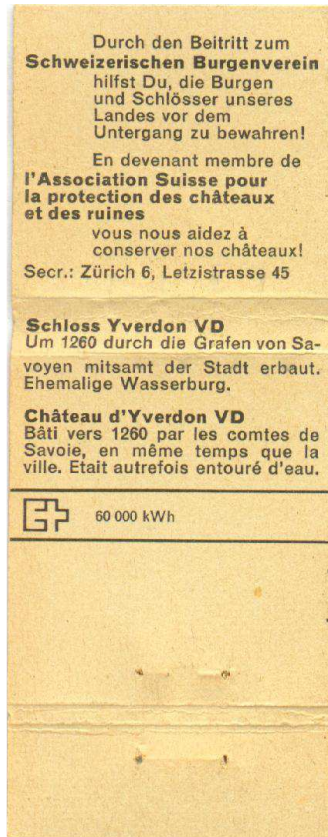 Durch den Beitritt zum
Schweizerischen Burgenverein
hilfst Du, die Burgen
und Schlösser unseres
Landes vor dem
Untergang zu bewahren!
En devenant membre de
l'Association Suisse pour
la protection des châteaux
et des ruines
vous nous aidez à
conserver nos châteaux!
Secr.: Zürich 6, Letzistrasse 45
Schloss Yverdon VD
Um 1260 durch die Grafen von Sa-
voyen mitsamt der Stadt erbaut.
Ehemalige Wasserburg.
Château d'Yverdon VD
Bâti vers 1260 par les comtes de
Savoie, en même temps que la
ville. Etait autrefois entouré d'eau.
60 000 kWh